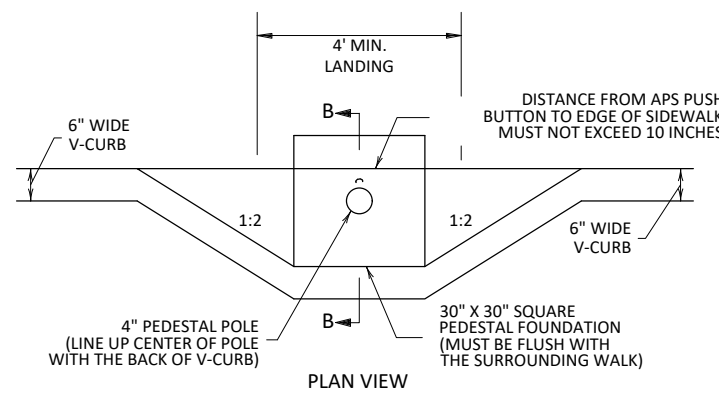 4' MIN.
LANDING
B
DISTANCE FROM APS PUSH
BUTTON TO EDGE OF SIDEWALK
MUST NOT EXCEED 10 INCHES
6" WIDE
V-CURB
1:2
1:2
6" WIDE
V-CURB
B
4" PEDESTAL POLE
(LINE UP CENTER OF POLE
WITH THE BACK OF V-CURB)
30" X 30" SQUARE
PEDESTAL FOUNDATION
(MUST BE FLUSH WITH
THE SURROUNDING WALK)
PLAN VIEW